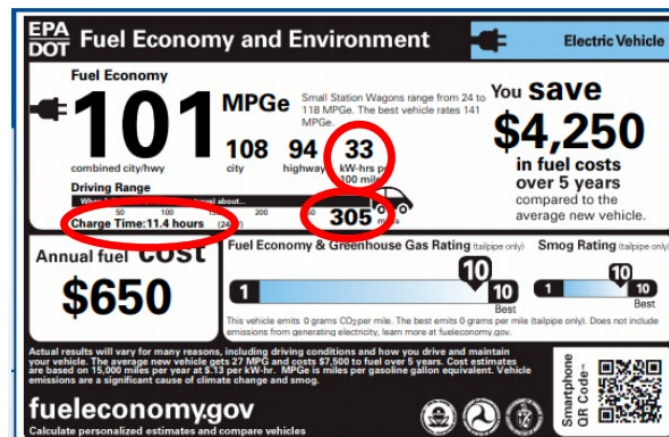 EPA
DOT
Fuel Economy and Environment
Electric Vehicle
Fuel Economy
101
MPGe
combined city/hwy
108
city
94
highway
33
kW-hrs per
100 miles
Small Station Wagons range from 24 to
118 MPGe. The best vehicle rates 141
MPGe.
You save
$4,250
in fuel costs
over 5 years
compared to the
average new vehicle.
Driving Range
about...
50 100 200
305
miles
Charge Time: 11.4 hours
Annual fuel cost
$650
Fuel Economy & Greenhouse Gas Rating (tailpipe only)
10
1 10
Best
Smog Rating (tailpipe only)
10
1 10
Best
This vehicle emits 0 grams CO2 per mile. The best emits 0 grams per mile (tailpipe only). Does not include
emissions from generating electricity, learn more at fueleconomy.gov.
Actual results will vary for many reasons, including driving conditions and how you drive and maintain
your vehicle. The average new vehicle gets 27 MPG and costs $7,500 to fuel over 5 years. Cost estimates
are based on 15,000 miles per year at $.13 per kW-hr. MPGe is miles per gasoline gallon equivalent. Vehicle
emissions are a significant cause of climate change and smog.
fueleconomy.gov
Calculate personalized estimates and compare vehicles
Smartphone
QR Code™